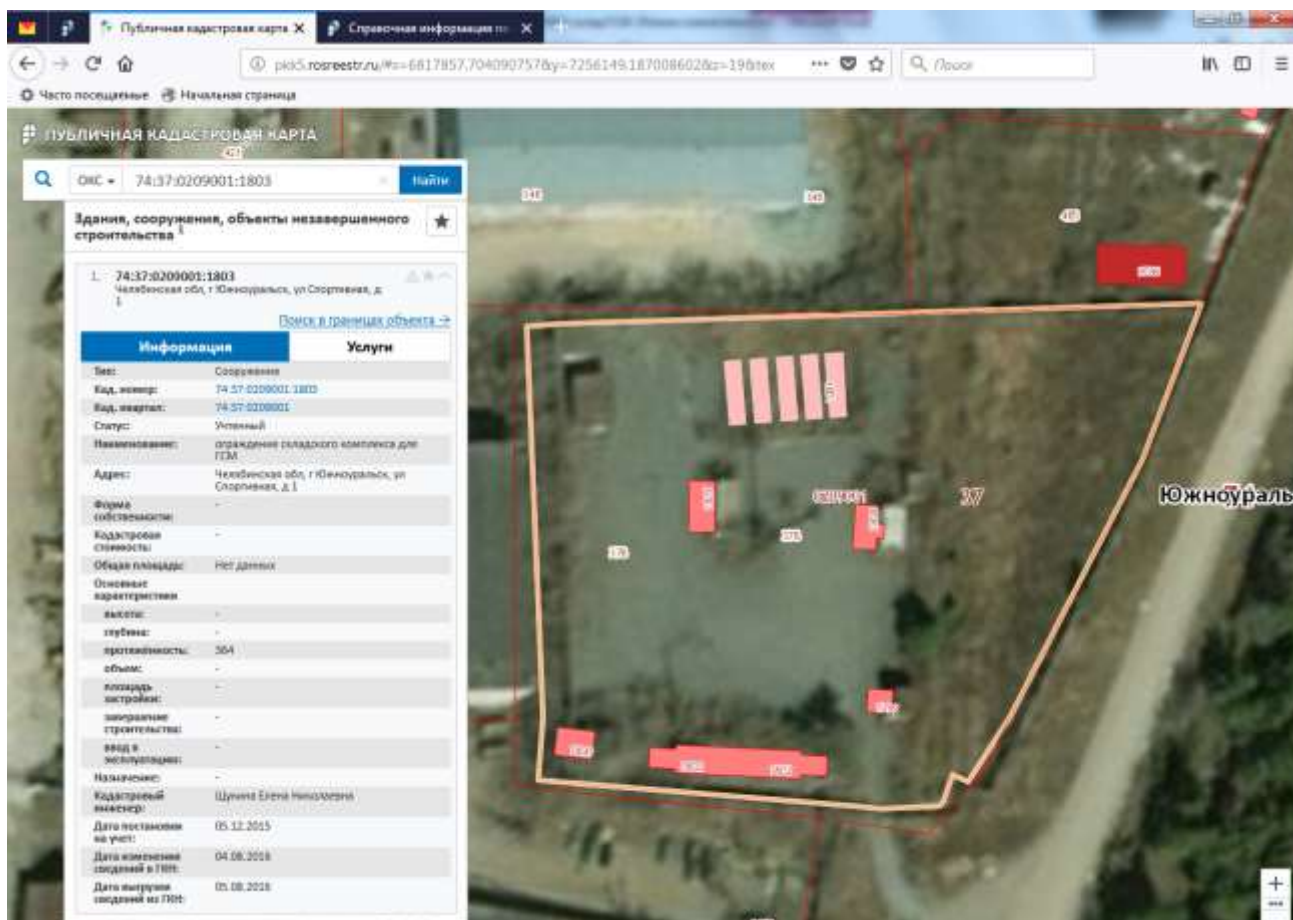 Публичная кадастровая карта X
Справочная информация по X
pkk5.rosreestr.ru/#x=6817857.704090757&y=7256149.187008602&z=19&tex
Поиск
Часто посещаемые Начальная страница
ПУБЛИЧНАЯ КАДАСТРОВАЯ КАРТА
ОКС 74:37:0209001:1803 Найти
Здания, сооружения, объекты незавершенного
строительства 1
1. 74:37:0209001:1803
Челябинская обл, г Южноуральск, ул Спортивная, д
1
Поиск в границах объекта →
Информация Услуги
Тип: Сооружение
Кад. номер: 74:37:0209001:1803
Кад. квартал: 74:37:0209001
Статус: Учтенный
Наименование: ограждение складского комплекса для
ГСМ
Адрес: Челябинская обл, г Южноуральск, ул
Спортивная, д 1
Форма
собственности: -
Кадастровая
стоимость: -
Общая площадь: Нет данных
Основные
характеристики
высота: -
глубина: -
протяженность: 364
объем: -
площадь
застройки: -
завершение
строительства: -
ввод в
эксплуатацию: -
Назначение: -
Кадастровый
инженер: Щукина Елена Николаевна
Дата постановки
на учет: 05.12.2015
Дата изменения
сведений в ГКН: 04.08.2016
Дата выгрузки
сведений из ГКН: 05.08.2016
148
0209001
37
Южноураль